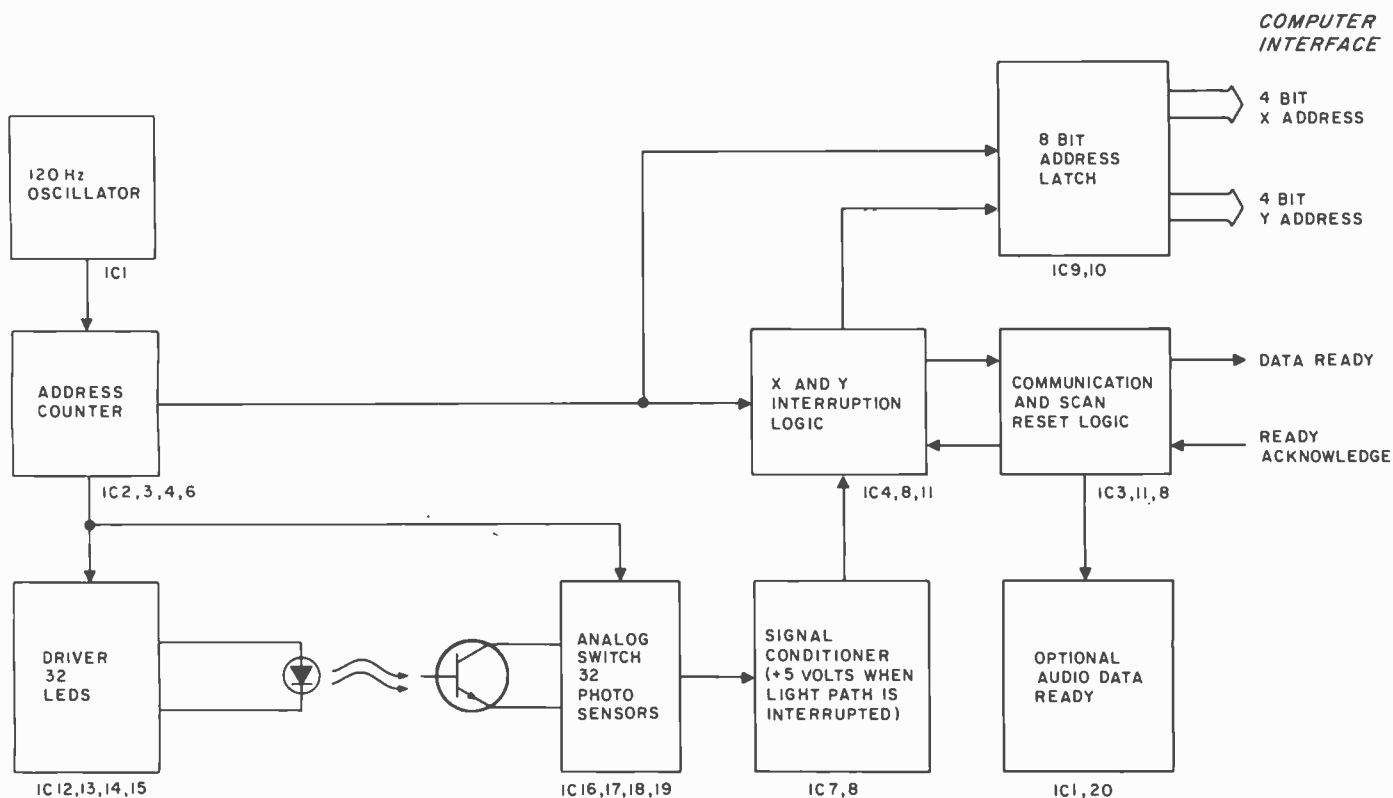 COMPUTER
INTERFACE
120 Hz
OSCILLATOR
IC1
8 BIT
ADDRESS
LATCH
IC9,10
4 BIT
X ADDRESS
4 BIT
Y ADDRESS
ADDRESS
COUNTER
IC2,3,4,6
X AND Y
INTERRUPTION
LOGIC
IC4,8,11
COMMUNICATION
AND SCAN
RESET LOGIC
IC3,11,8
DATA READY
READY
ACKNOWLEDGE
DRIVER
32
LEDS
IC12,13,14,15
ANALOG
SWITCH
32
PHOTO
SENSORS
IC16,17,18,19
SIGNAL
CONDITIONER
(+5 VOLTS WHEN
LIGHT PATH IS
INTERRUPTED)
IC7,8
OPTIONAL
AUDIO DATA
READY
IC1,20